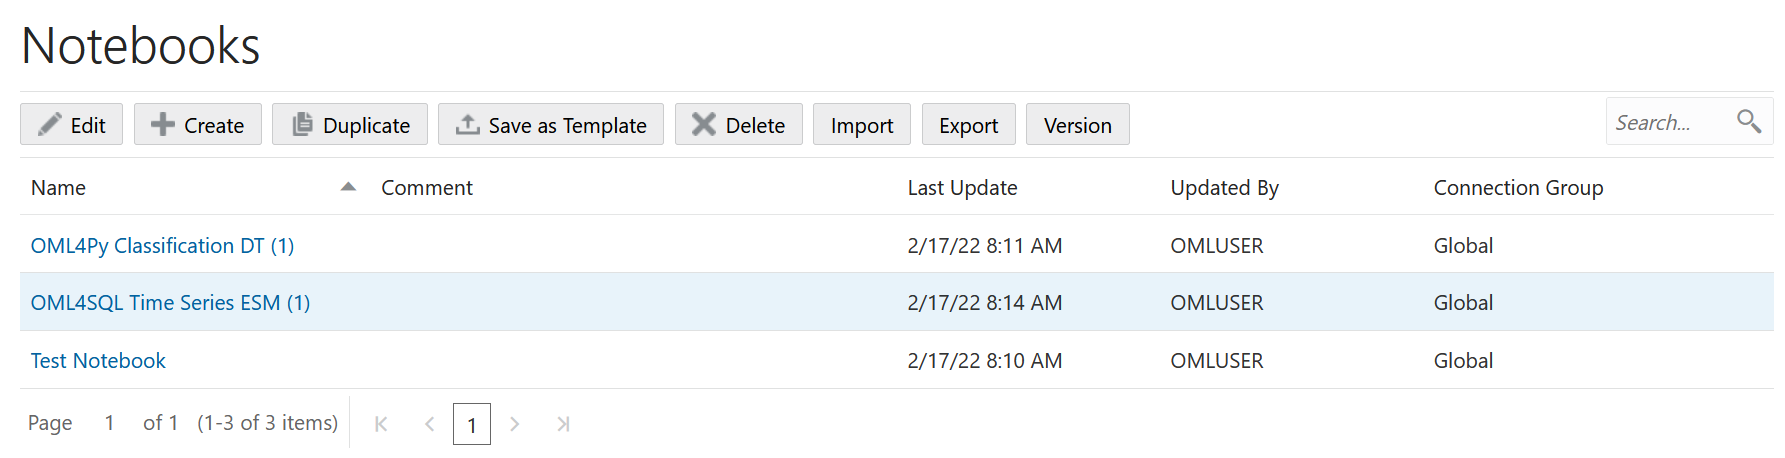 Notebooks
Edit Create Duplicate Save as Template Delete Import Export Version Search...
Name Comment Last Update Updated By Connection Group
OML4Py Classification DT (1) 2/17/22 8:11 AM OMLUSER Global
OML4SQL Time Series ESM (1) 2/17/22 8:14 AM OMLUSER Global
Test Notebook 2/17/22 8:10 AM OMLUSER Global
Page 1 of 1 (1-3 of 3 items) 1